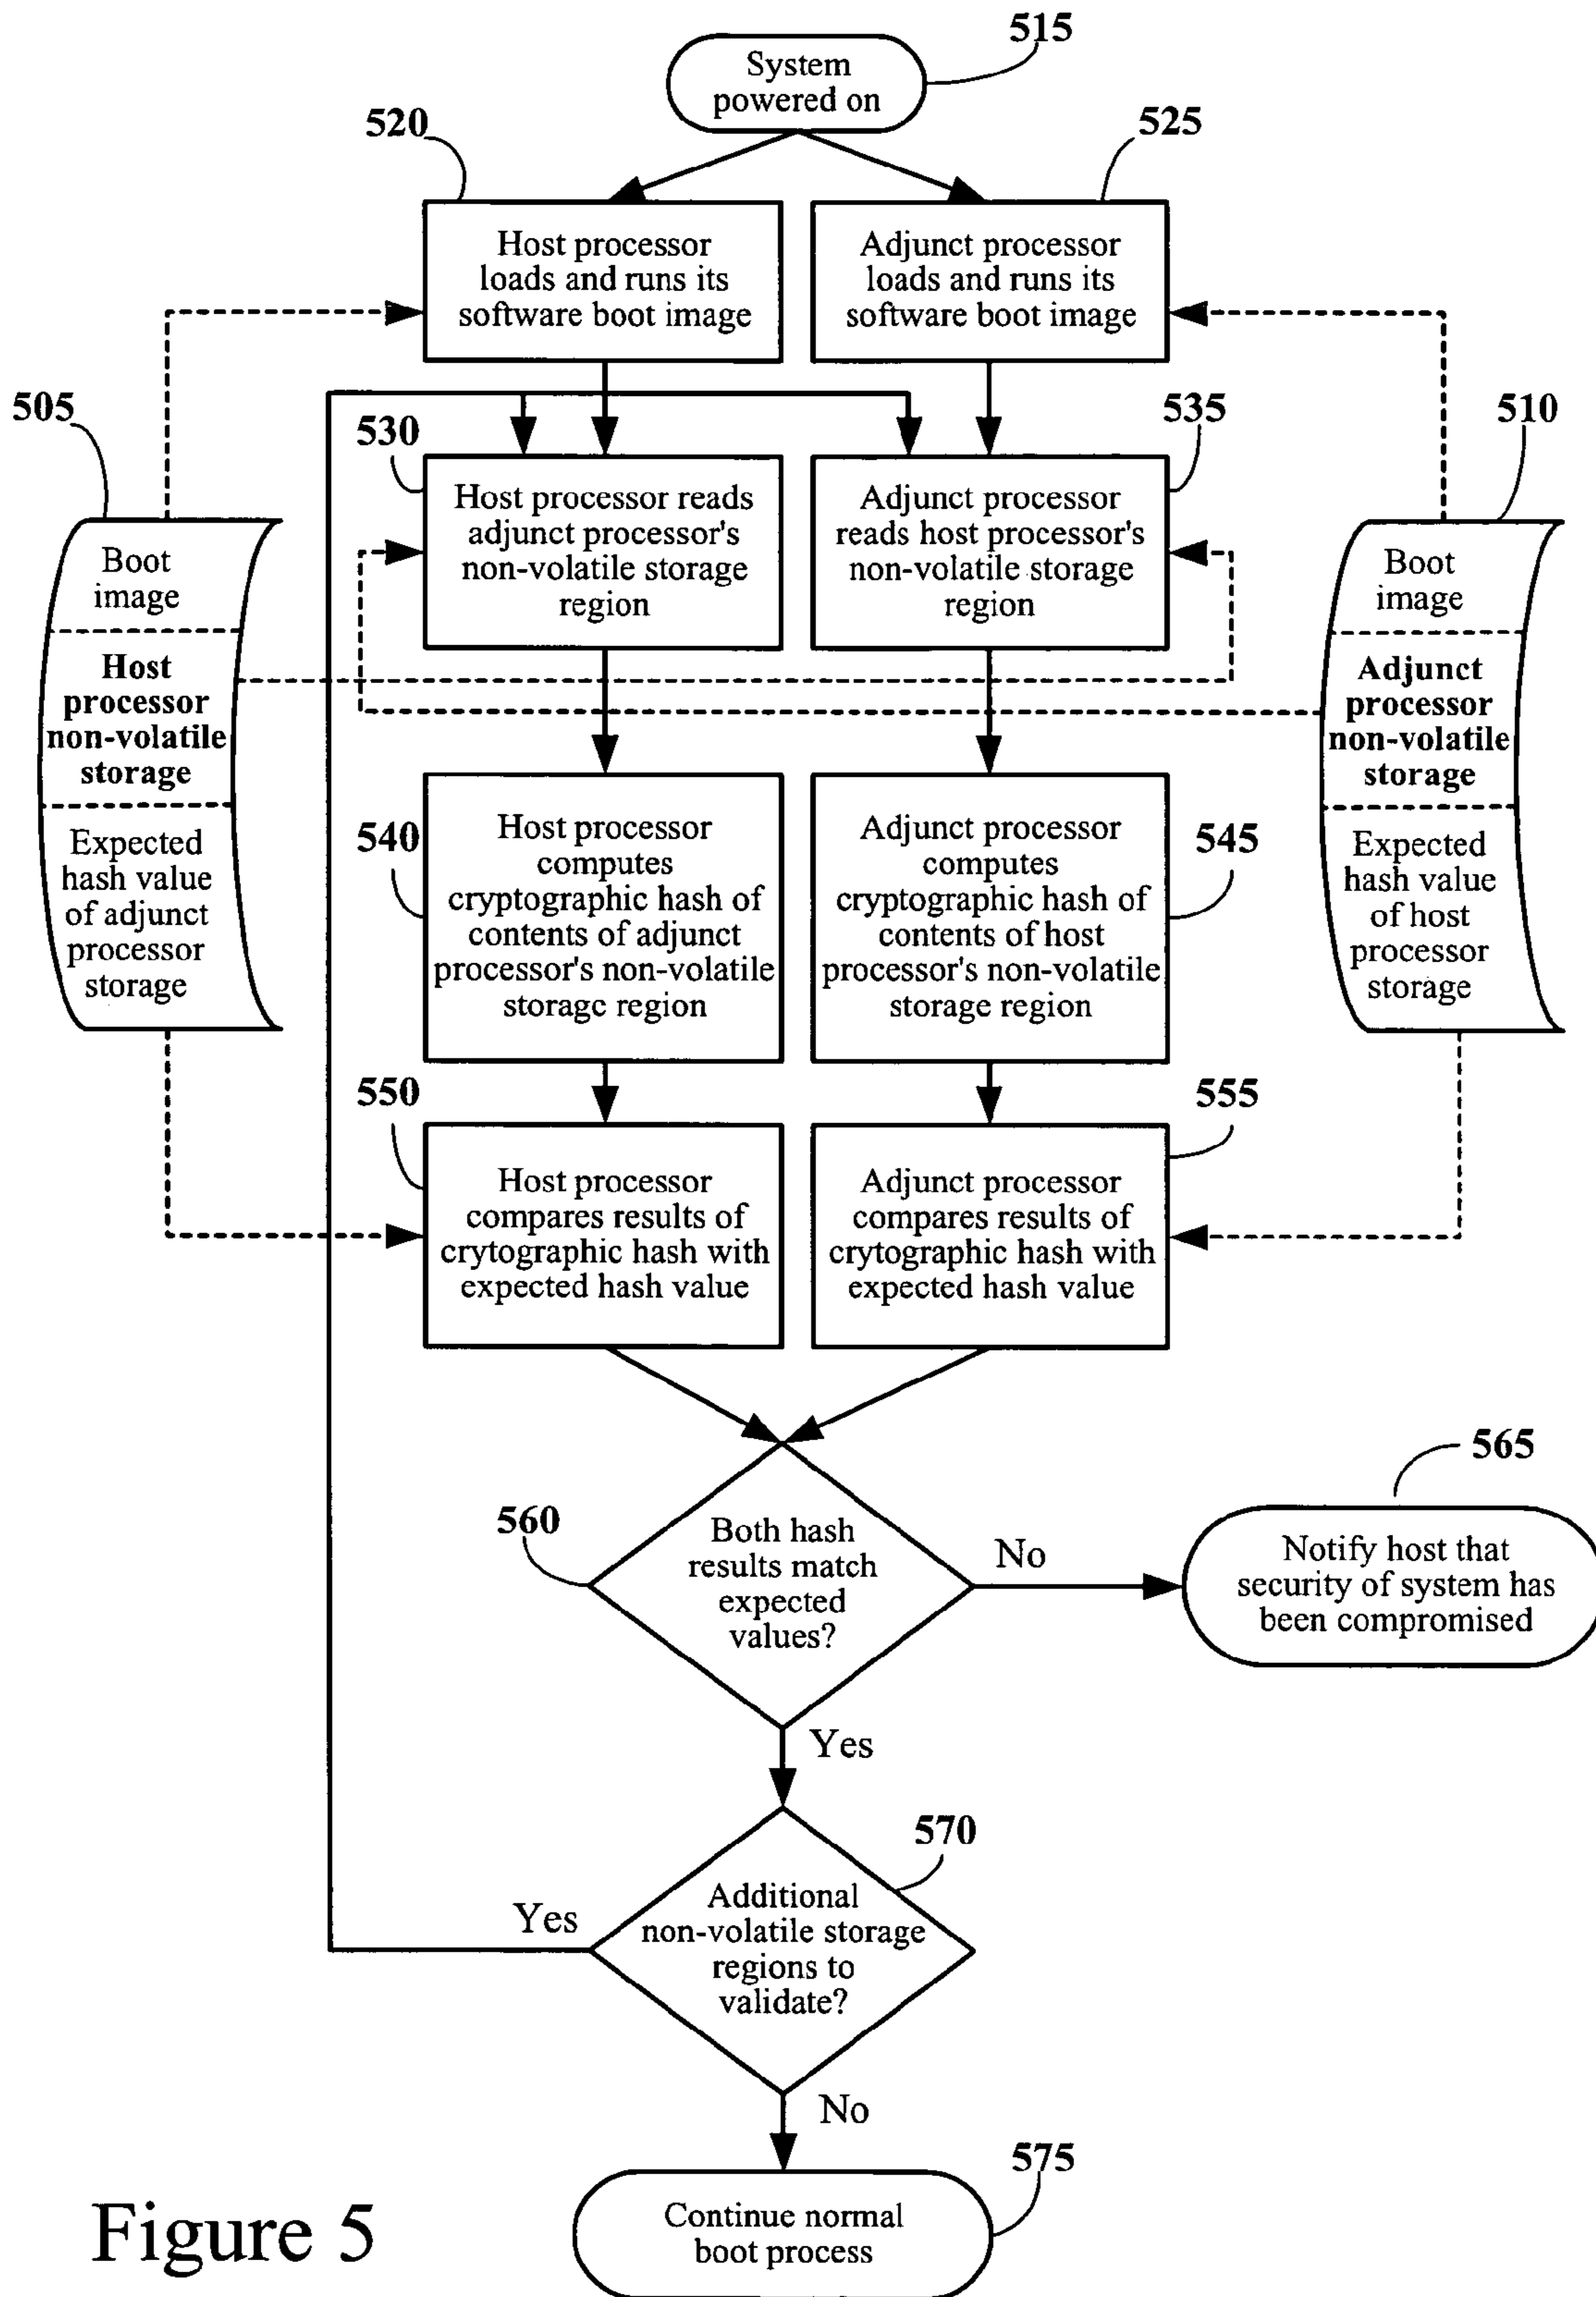 515
System
powered on
520
525
Host processor
loads and runs its
software boot image
Adjunct processor
loads and runs its
software boot image
505
530
535
510
Host processor reads
adjunct processor's
non-volatile storage
region
Adjunct processor
reads host processor's
non-volatile storage
region
Boot
image
Host
processor
non-volatile
storage
Expected
hash value
of adjunct
processor
storage
Boot
image
Adjunct
processor
non-volatile
storage
Expected
hash value
of host
processor
storage
540
Host processor
computes
cryptographic hash of
contents of adjunct
processor's non-volatile
storage region
Adjunct processor
computes
cryptographic hash of
contents of host
processor's non-volatile
storage region
545
550
Host processor
compares results of
crytographic hash with
expected hash value
Adjunct processor
compares results of
crytographic hash with
expected hash value
555
560
Both hash
results match
expected
values?
No
565
Notify host that
security of system has
been compromised
Yes
570
Additional
non-volatile storage
regions to
validate?
Yes
No
575
Continue normal
boot process
Figure 5